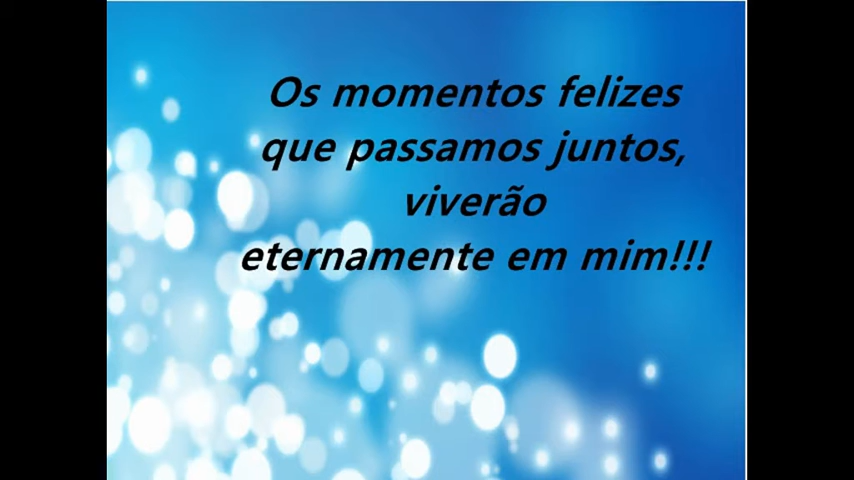 Os momentos felizes
que passamos juntos,
viverão
eternamente em mim!!!